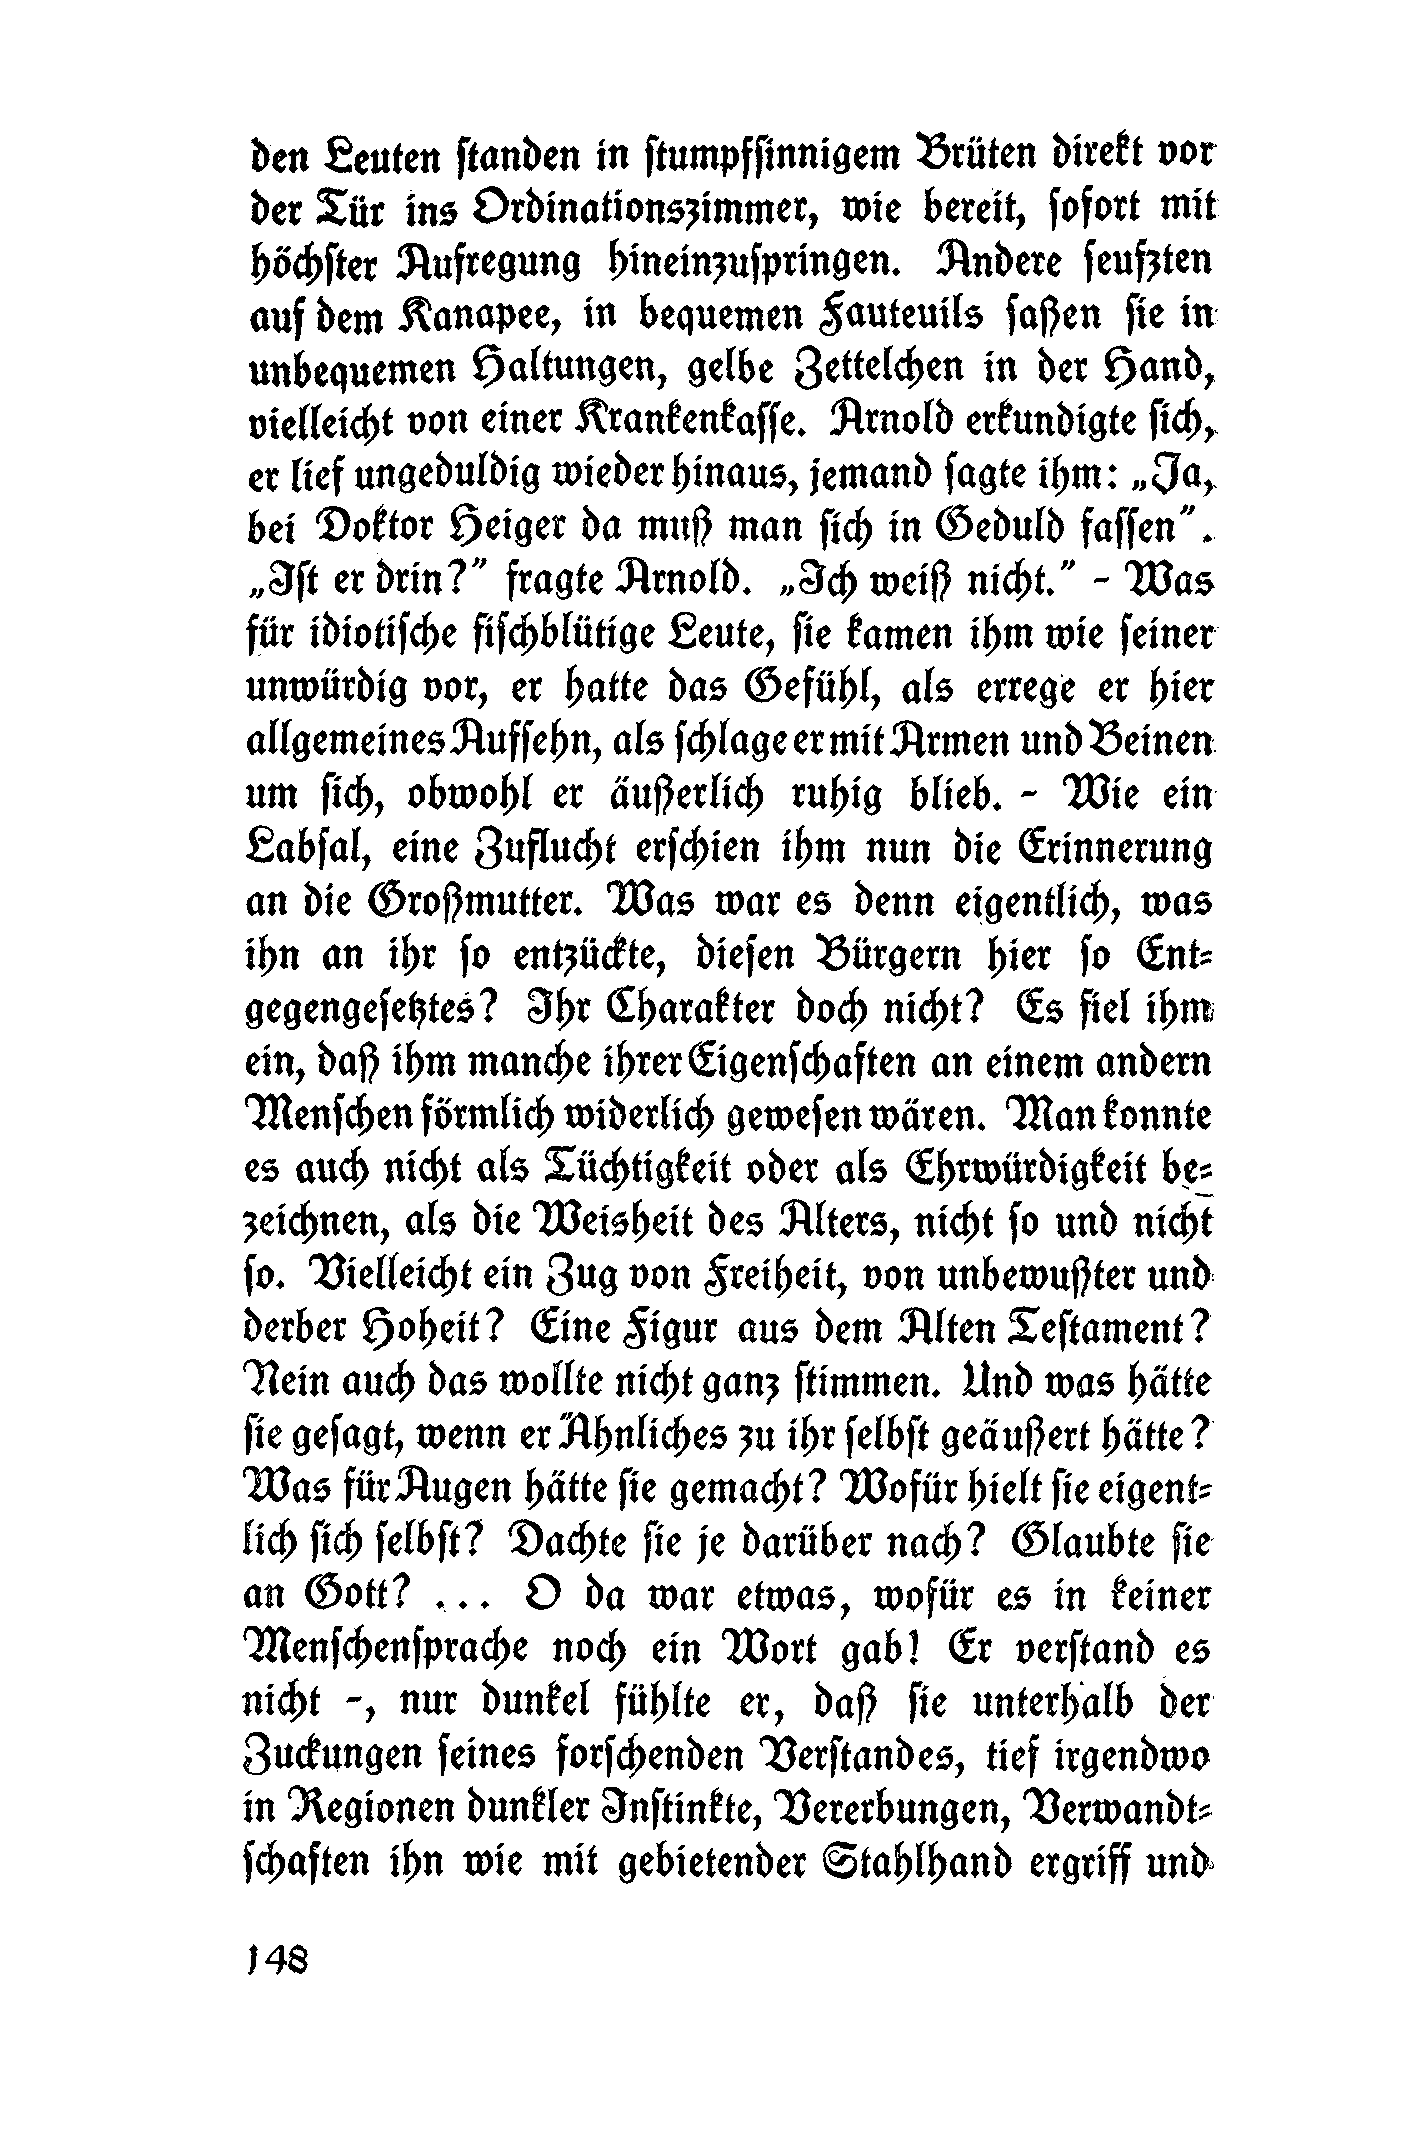 den Leuten standen in stumpfsinnigem Brüten direkt vor
der Tür ins Ordinationszimmer, wie bereit, sofort mit
höchster Aufregung hineinzuspringen. Andere seufzten
auf dem Kanapee, in bequemen Fauteuils saßen sie in
unbequemen Haltungen, gelbe Zettelchen in der Hand,
vielleicht von einer Krankenkasse. Arnold erkundigte sich,
er lief ungeduldig wieder hinaus, jemand sagte ihm: „Ja,
bei Doktor Heiger da muß man sich in Geduld fassen".
„Ist er drin?" fragte Arnold. „Ich weiß nicht." - Was
für idiotische fischblütige Leute, sie kamen ihm wie seiner
unwürdig vor, er hatte das Gefühl, als errege er hier
allgemeines Aufsehn, als schlage er mit Armen und Beinen
um sich, obwohl er äußerlich ruhig blieb. - Wie ein
Labsal, eine Zuflucht erschien ihm nun die Erinnerung
an die Großmutter. Was war es denn eigentlich, was
ihn an ihr so entzückte, diesen Bürgern hier so Ent-
gegengesetztes? Ihr Charakter doch nicht? Es fiel ihm
ein, daß ihm manche ihrer Eigenschaften an einem andern
Menschen förmlich widerlich gewesen wären. Man konnte
es auch nicht als Tüchtigkeit oder als Ehrwürdigkeit be-
zeichnen, als die Weisheit des Alters, nicht so und nicht
so. Vielleicht ein Zug von Freiheit, von unbewußter und
derber Hoheit? Eine Figur aus dem Alten Testament?
Nein auch das wollte nicht ganz stimmen. Und was hätte
sie gesagt, wenn er Ähnliches zu ihr selbst geäußert hätte?
Was für Augen hätte sie gemacht? Wofür hielt sie eigent-
lich sich selbst? Dachte sie je darüber nach? Glaubte sie
an Gott? ... O da war etwas, wofür es in keiner
Menschensprache noch ein Wort gab! Er verstand es
nicht -, nur dunkel fühlte er, daß sie unterhalb der
Zuckungen seines forschenden Verstandes, tief irgendwo
in Regionen dunkler Instinkte, Vererbungen, Verwandt-
schaften ihn wie mit gebietender Stahlhand ergriff und
148